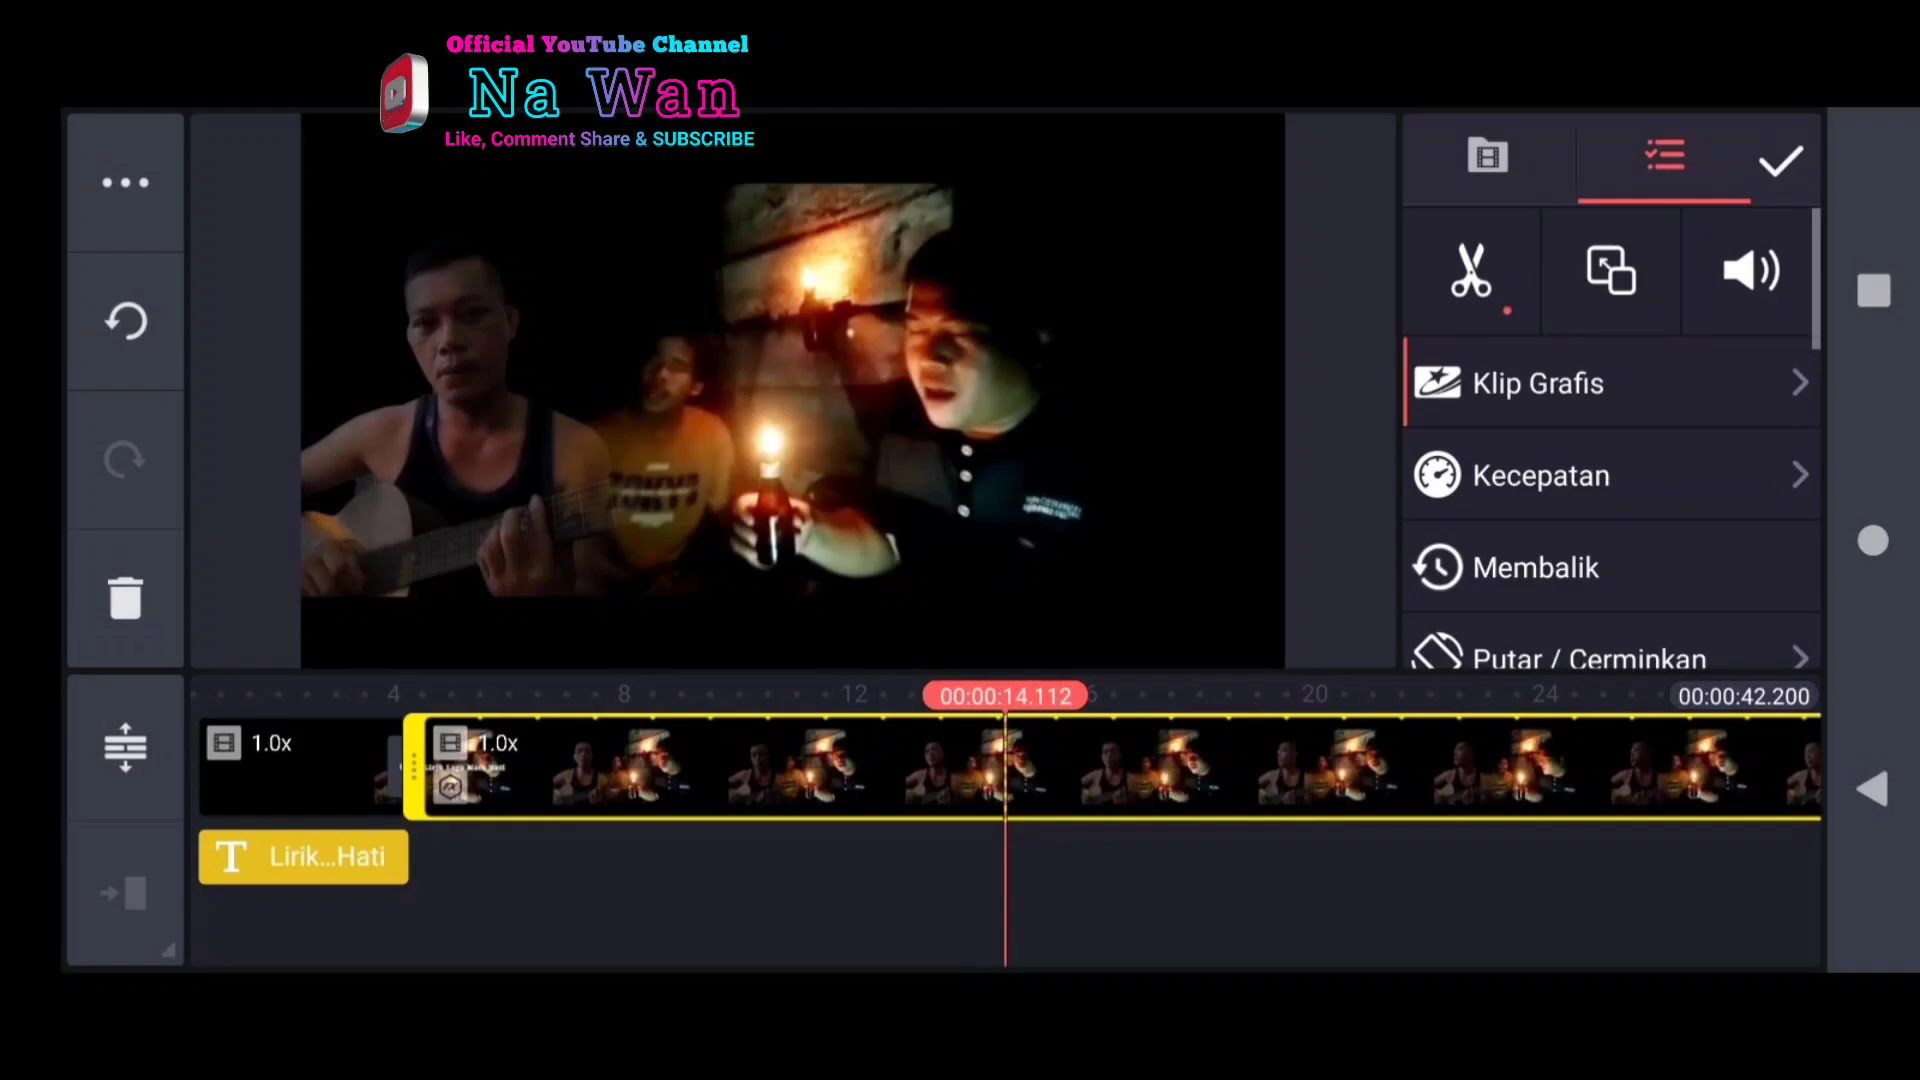 Official YouTube Channel
Na Wan
Like, Comment Share & SUBSCRIBE
Klip Grafis
Kecepatan
Membalik
Putar / Cerminkan
4
8
12
00:00:14.112
6
20
24
00:00:42.200
1.0x
1.0x
Lirik...Hati